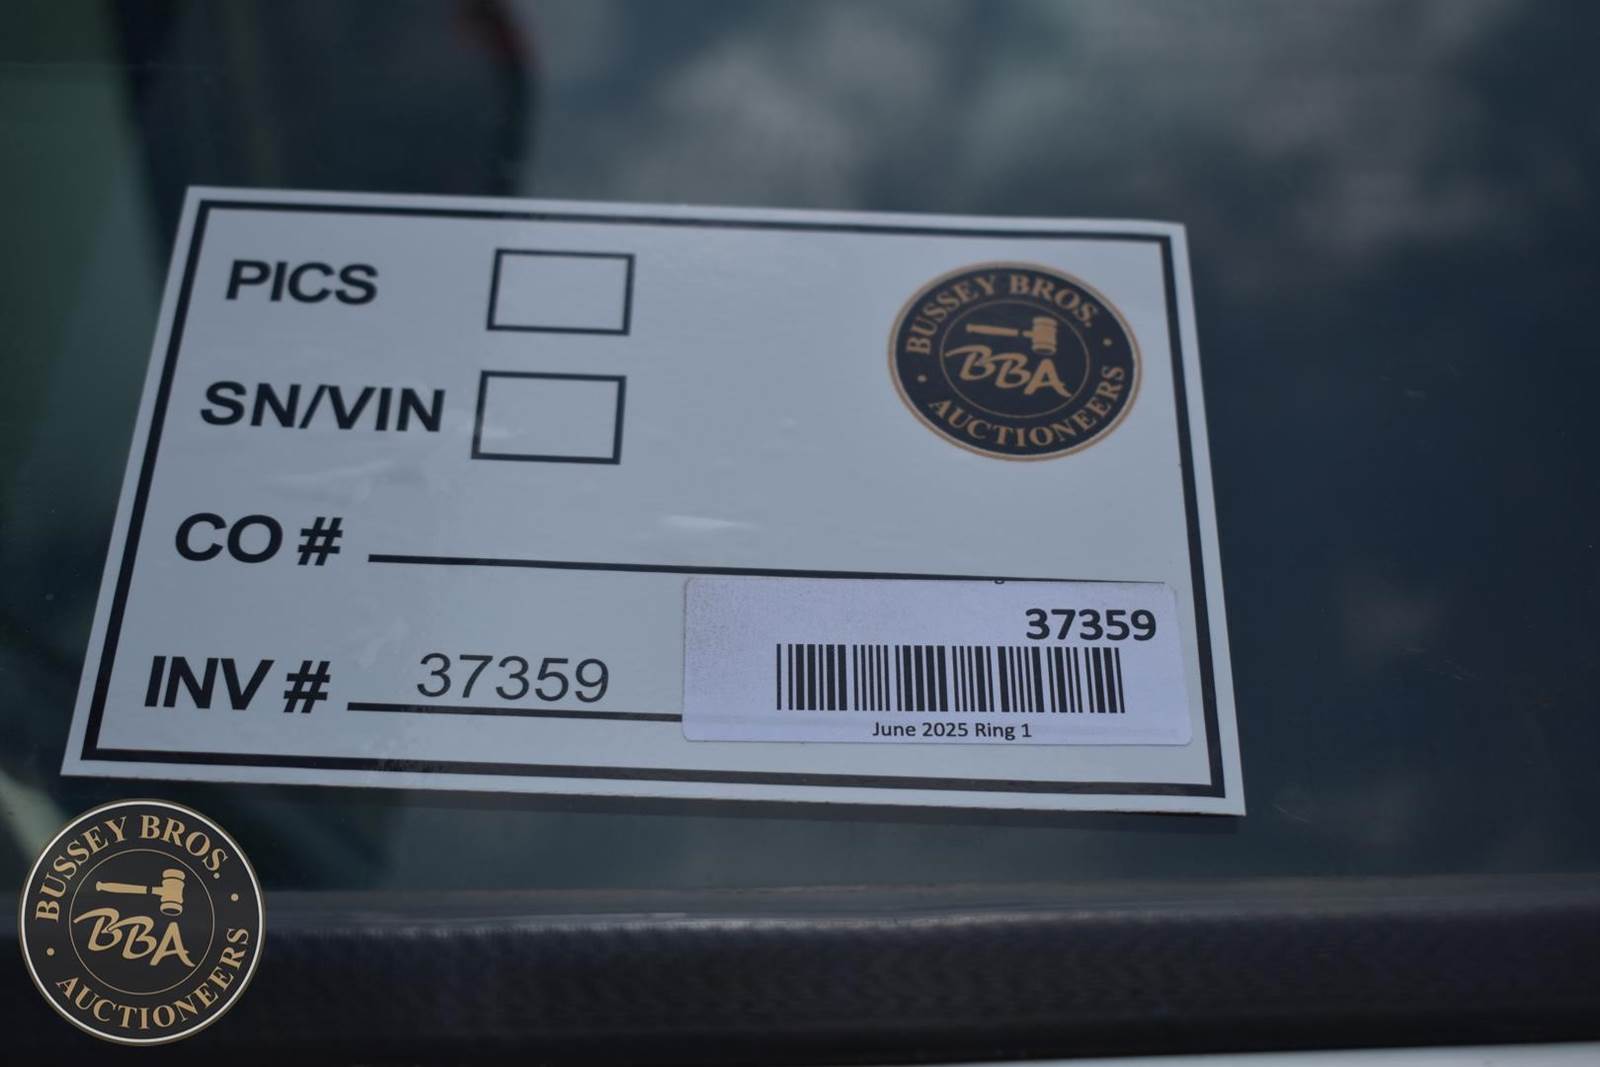 PICS
BUSSEY BROS.
BBA
AUCTIONEERS
SN/VIN
CO #
37359
INV # 37359
June 2025 Ring 1
BUSSEY BROS.
BBA
AUCTIONEERS